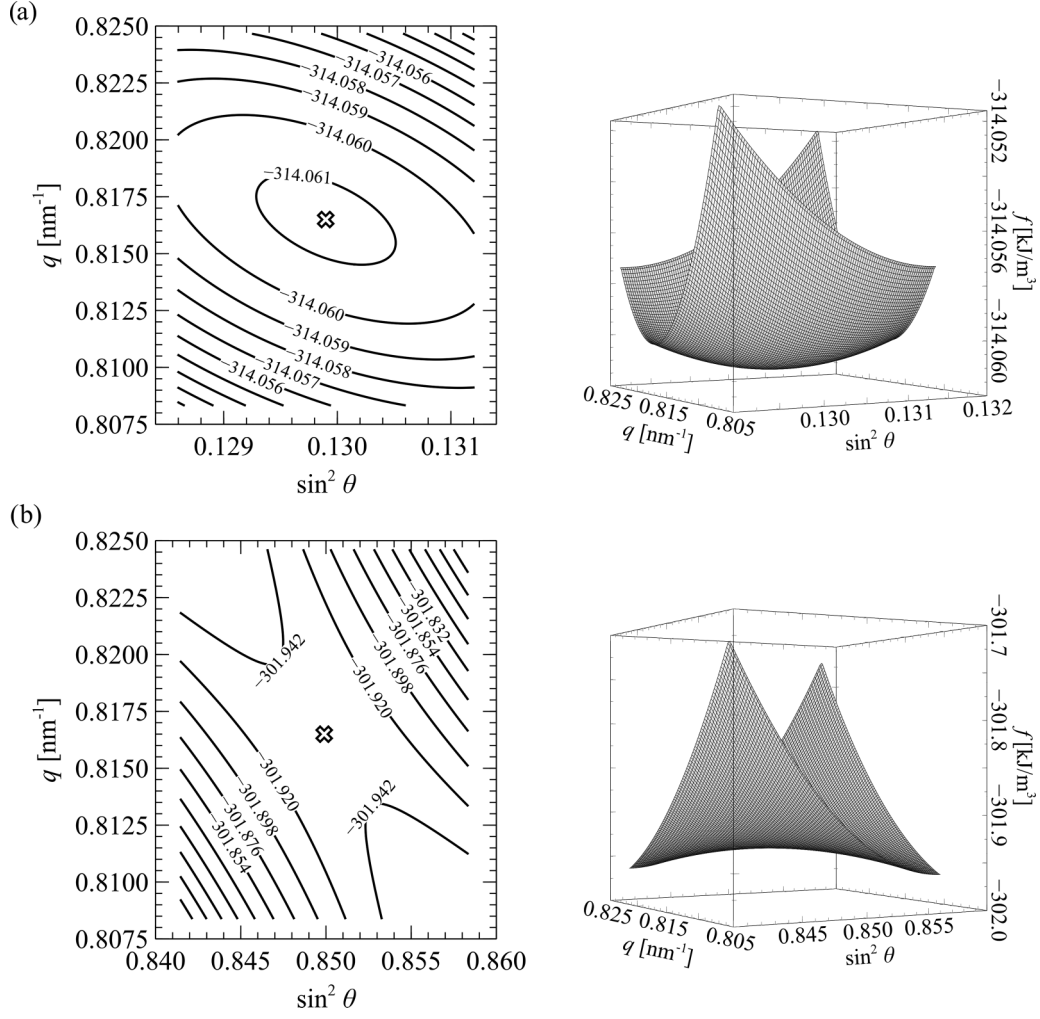 (a)
0.8250
0.8225
0.8200
0.8175
0.8150
0.8125
0.8100
0.8075
q [nm⁻¹]
−314.056
−314.057
−314.058
−314.059
−314.060
−314.061
−314.060
−314.059
−314.058
−314.057
−314.056
0.129 0.130 0.131
sin² θ
−314.052
−314.056
−314.060
f [kJ/m³]
0.825 0.815 0.805
q [nm⁻¹]
0.130 0.131 0.132
sin² θ
(b)
0.8250
0.8225
0.8200
0.8175
0.8150
0.8125
0.8100
0.8075
q [nm⁻¹]
−301.832
−301.854
−301.876
−301.898
−301.920
−301.942
−301.942
−301.920
−301.898
−301.876
−301.854
0.840 0.845 0.850 0.855 0.860
sin² θ
−301.7
−301.8
−301.9
−302.0
f [kJ/m³]
0.825 0.815 0.805
q [nm⁻¹]
0.845 0.850 0.855
sin² θ